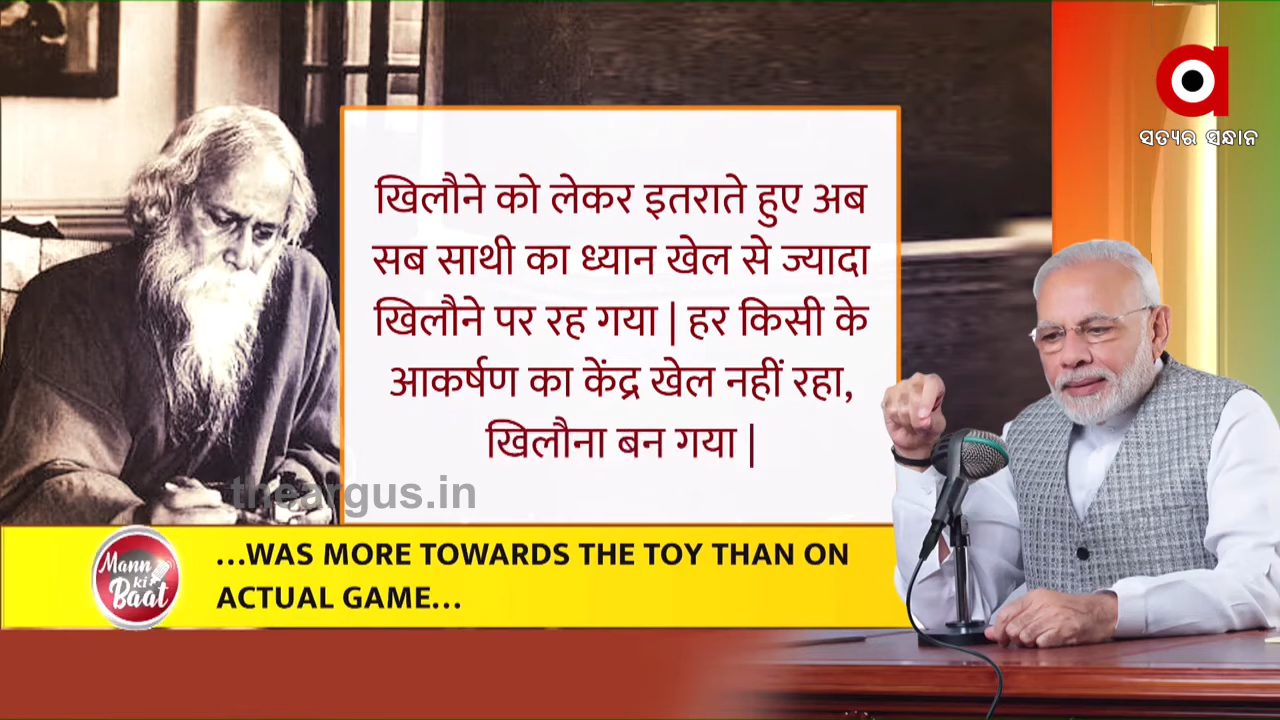 ସତ୍ୟର ସନ୍ଧାନ
खिलौने को लेकर इतराते हुए अब
सब साथी का ध्यान खेल से ज्यादा
खिलौने पर रह गया | हर किसी के
आकर्षण का केंद्र खेल नहीं रहा,
खिलौना बन गया |
theargus.in
Mann
ki
Baat
...WAS MORE TOWARDS THE TOY THAN ON
ACTUAL GAME...